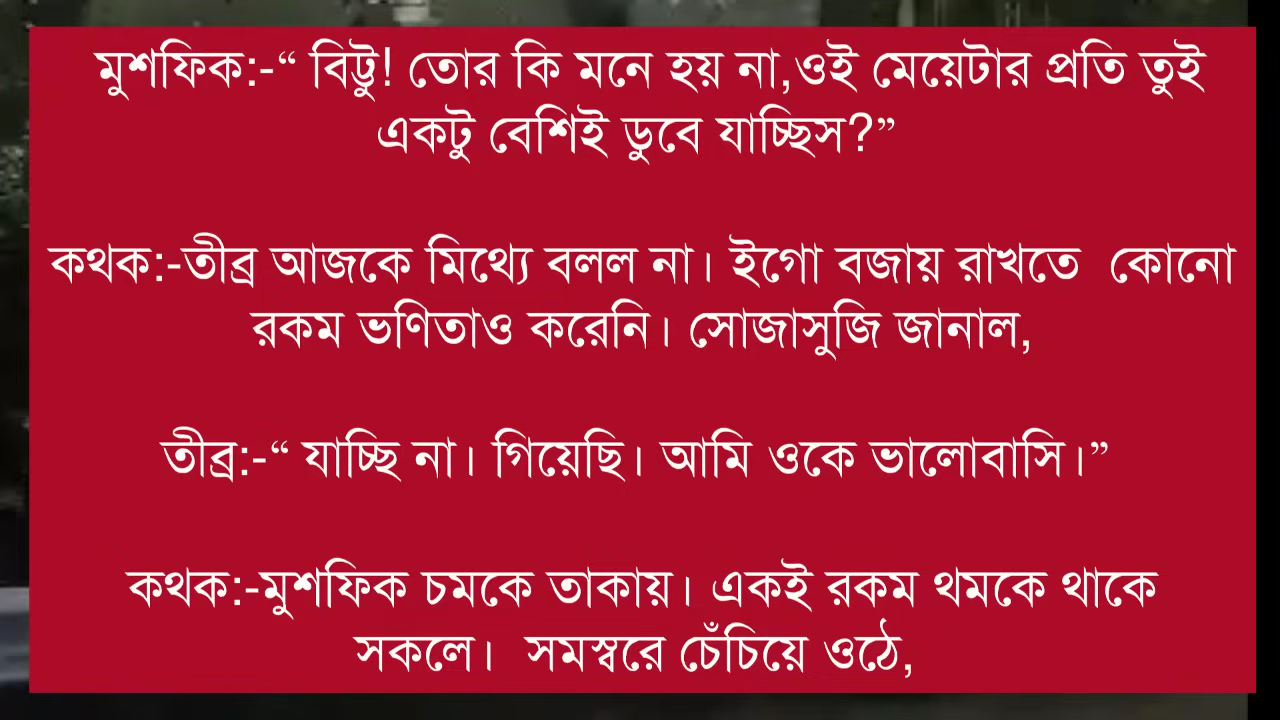 মুশফিক:-“ বিট্টু! তোর কি মনে হয় না,ওই মেয়েটার প্রতি তুই
একটু বেশিই ডুবে যাচ্ছিস?”
কথক:-তীব্র আজকে মিথ্যে বলল না। ইগো বজায় রাখতে  কোনো
রকম ভণিতাও করেনি। সোজাসুজি জানাল,
তীব্র:-“ যাচ্ছি না। গিয়েছি। আমি ওকে ভালোবাসি।”
কথক:-মুশফিক চমকে তাকায়। একই রকম থমকে থাকে
সকলে।  সমস্বরে চেঁচিয়ে ওঠে,